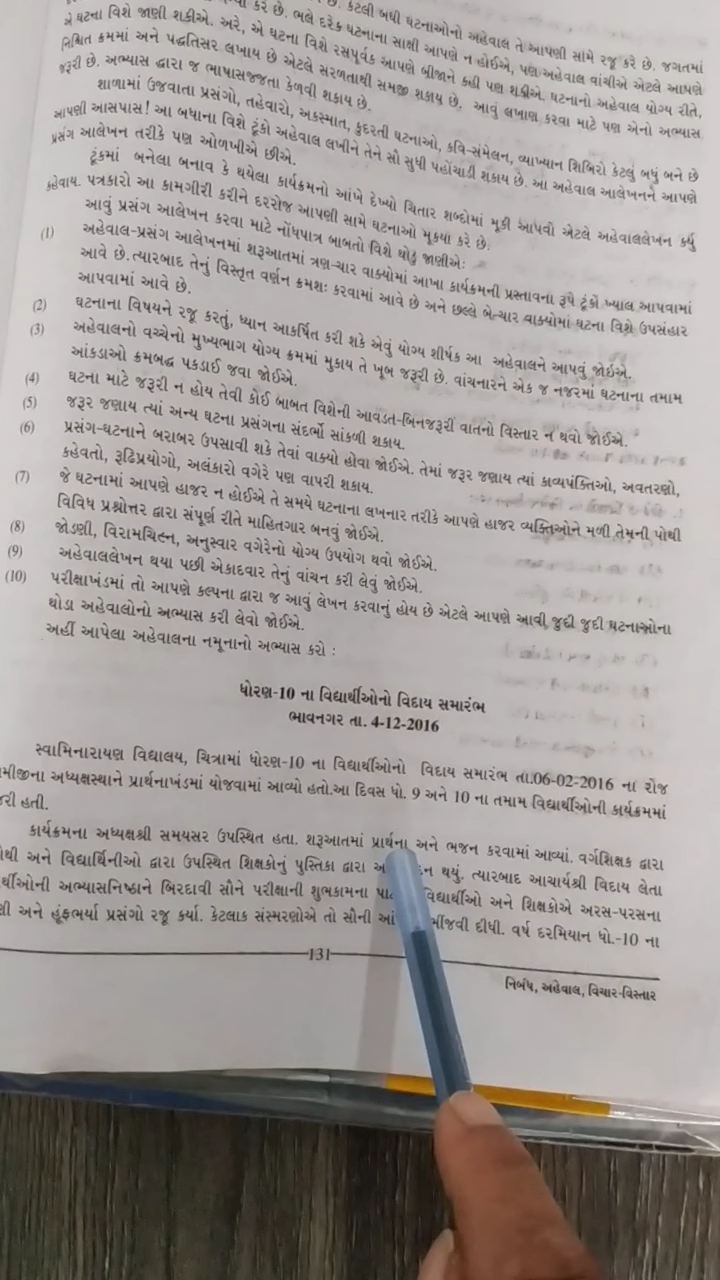 કરે છે. કેટલી બધી ઘટનાઓનો અહેવાલ તે આપણી સામે રજૂ કરે છે. જગતમાં
એ ઘટના વિશે જાણી શકીએ. અરે, એ ઘટના વિશે રસપૂર્વક આપણે બીજાને કહી પણ શકીએ. ઘટનાનો અહેવાલ યોગ્ય રીતે,
નિશ્ચિત ક્રમમાં અને પદ્ધતિસર લખાય છે એટલે સરળતાથી સમજી શકાય છે. આવું લખાણ કરવા માટે પણ એનો અભ્યાસ
જરૂરી છે. અભ્યાસ દ્વારા જ ભાષાસજ્જતા કેળવી શકાય છે.
શાળામાં ઉજવાતા પ્રસંગો, તહેવારો, અકસ્માત, કુદરતી ઘટનાઓ, કવિ-સંમેલન, વ્યાખ્યાન શિબિરો કેટલું બધું બને છે
આપણી આસપાસ! આ બધાના વિશે ટૂંકો અહેવાલ લખીને તેને સૌ સુધી પહોંચાડી શકાય છે. આ અહેવાલ આલેખનને આપણે
પ્રસંગ આલેખન તરીકે પણ ઓળખીએ છીએ.
ટૂંકમાં બનેલા બનાવ કે થયેલા કાર્યક્રમનો આંખે દેખ્યો ચિતાર શબ્દોમાં મૂકી આપવો એટલે અહેવાલલેખન કર્યું
કહેવાય. પત્રકારો આ કામગીરી કરીને દરરોજ આપણી સામે ઘટનાઓ મૂક્યા કરે છે.
આવું પ્રસંગ આલેખન કરવા માટે નોંધપાત્ર બાબતો વિશે થોડું જાણીએ:
(1) અહેવાલ-પ્રસંગ આલેખનમાં શરૂઆતમાં ત્રણ-ચાર વાક્યોમાં આખા કાર્યક્રમની પ્રસ્તાવના રૂપે ટૂંકો ખ્યાલ આપવામાં
આવે છે. ત્યારબાદ તેનું વિસ્તૃત વર્ણન ક્રમશઃ કરવામાં આવે છે અને છલ્લે બે-ચાર વાક્યોમાં ઘટના વિશે ઉપસંહાર
આપવામાં આવે છે.
(2) ઘટનાના વિષયને રજૂ કરતું, ધ્યાન આકર્ષિત કરી શકે એવું યોગ્ય શીર્ષક આ અહેવાલને આપવું જોઈએ.
(3) અહેવાલનો વચ્ચેનો મુખ્યભાગ યોગ્ય ક્રમમાં મુકાય તે ખૂબ જરૂરી છે. વાંચનારને એક જ નજરમાં ઘટનાના તમામ
આંકડાઓ ક્રમબદ્ધ પકડાઈ જવા જોઈએ.
(4) ઘટના માટે જરૂરી ન હોય તેવી કોઈ બાબત વિશેની આવડત-બિનજરૂરી વાતનો વિસ્તાર ન થવો જોઈએ.
(5) જરૂર જણાય ત્યાં અન્ય ઘટના પ્રસંગના સંદર્ભો સાંકળી શકાય.
(6) પ્રસંગ-ઘટનાને બરાબર ઉપસાવી શકે તેવાં વાક્યો હોવા જોઈએ. તેમાં જરૂર જણાય ત્યાં કાવ્યપંક્તિઓ, અવતરણો,
કહેવતો, રૂઢિપ્રયોગો, અલંકારો વગેરે પણ વાપરી શકાય.
(7) જે ઘટનામાં આપણે હાજર ન હોઈએ તે સમયે ઘટનાના લખનાર તરીકે આપણે હાજર વ્યક્તિઓને મળી તેમની પોથી
વિવિધ પ્રશ્નોત્તર દ્વારા સંપૂર્ણ રીતે માહિતગાર બનવું જોઈએ.
(8) જોડણી, વિરામચિહ્ન, અનુસ્વાર વગેરેનો યોગ્ય ઉપયોગ થવો જોઈએ.
(9) અહેવાલલેખન થયા પછી એકાદવાર તેનું વાંચન કરી લેવું જોઈએ.
(10) પરીક્ષાખંડમાં તો આપણે કલ્પના દ્વારા જ આવું લેખન કરવાનું હોય છે એટલે આપણે આવી જુદી જુદી ઘટનાઓના
થોડા અહેવાલોનો અભ્યાસ કરી લેવો જોઈએ.
અહીં આપેલા અહેવાલના નમૂનાનો અભ્યાસ કરો :
ધોરણ-10 ના વિદ્યાર્થીઓનો વિદાય સમારંભ
ભાવનગર તા. 4-12-2016
સ્વામિનારાયણ વિદ્યાલય, ચિત્રામાં ધોરણ-10 ના વિદ્યાર્થીઓનો વિદાય સમારંભ તા.06-02-2016 ના રોજ
મીજીના અધ્યક્ષસ્થાને પ્રાર્થનાખંડમાં યોજવામાં આવ્યો હતો.આ દિવસ ધો. 9 અને 10 ના તમામ વિદ્યાર્થીઓની કાર્યક્રમમાં
જરી હતી.
કાર્યક્રમના અધ્યક્ષશ્રી સમયસર ઉપસ્થિત હતા. શરૂઆતમાં પ્રાર્થના અને ભજન કરવામાં આવ્યાં. વર્ગશિક્ષક દ્વારા
અને વિદ્યાર્થિનીઓ દ્વારા ઉપસ્થિત શિક્ષકોનું પુસ્તિકા દ્વારા થયું. ત્યારબાદ આચાર્યશ્રી વિદાય લેતા
ર્થીઓની અભ્યાસનિષ્ઠાને બિરદાવી સૌને પરીક્ષાની શુભકામના વિદ્યાર્થીઓ અને શિક્ષકોએ અરસ-પરસના
અને હૂંફભર્યા પ્રસંગો રજૂ કર્યા. કેટલાક સંસ્મરણોએ તો સૌની ભીંજવી દીધી. વર્ષ દરમિયાન ધો.-10 ના
131
નિબંધ, અહેવાલ, વિચાર-વિસ્તાર